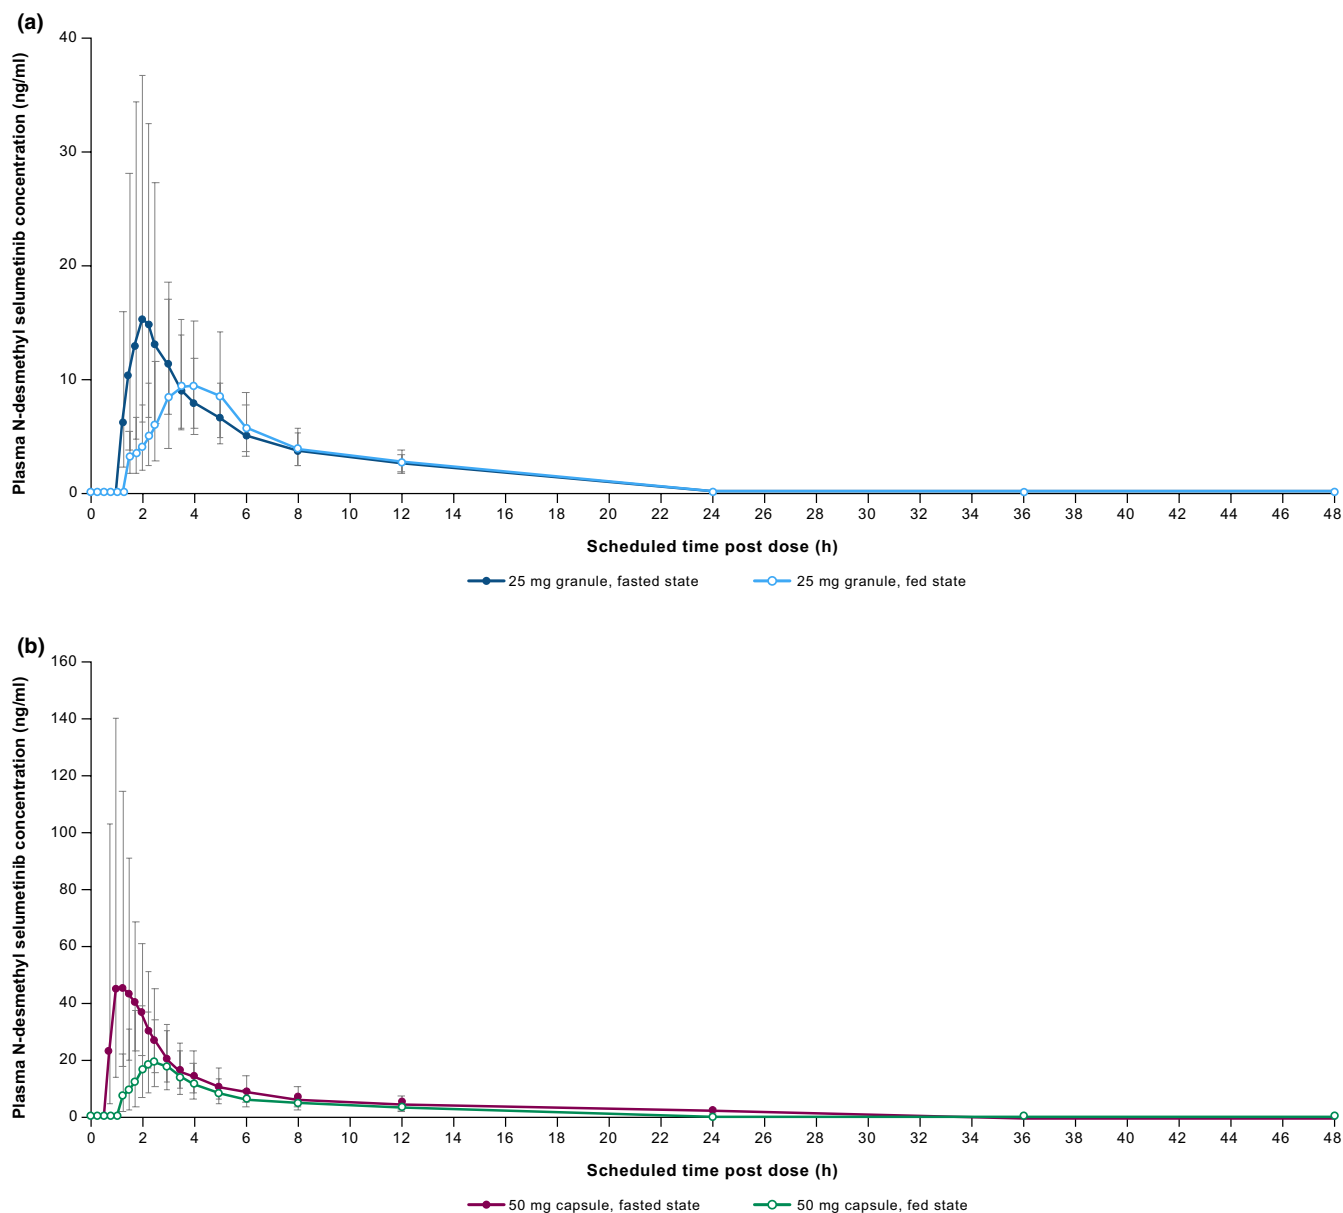 (a)
Plasma N-desmethyl selumetinib concentration (ng/ml)
40
30
20
10
0
0 2 4 6 8 10 12 14 16 18 20 22 24 26 28 30 32 34 36 38 40 42 44 46 48
Scheduled time post dose (h)
25 mg granule, fasted state 25 mg granule, fed state
(b)
Plasma N-desmethyl selumetinib concentration (ng/ml)
160
140
120
100
80
60
40
20
0
0 2 4 6 8 10 12 14 16 18 20 22 24 26 28 30 32 34 36 38 40 42 44 46 48
Scheduled time post dose (h)
50 mg capsule, fasted state 50 mg capsule, fed state